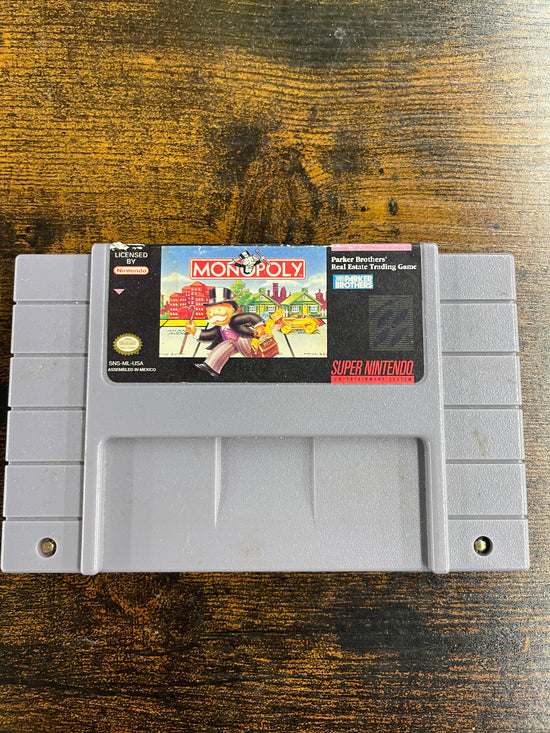 LICENSED
BY
Nintendo
SNS-ML-USA
ASSEMBLED IN MEXICO
MONOPOLY
Parker Brothers'
Real Estate Trading Game
PARKER
BROTHERS
SUPER NINTENDO
ENTERTAINMENT SYSTEM